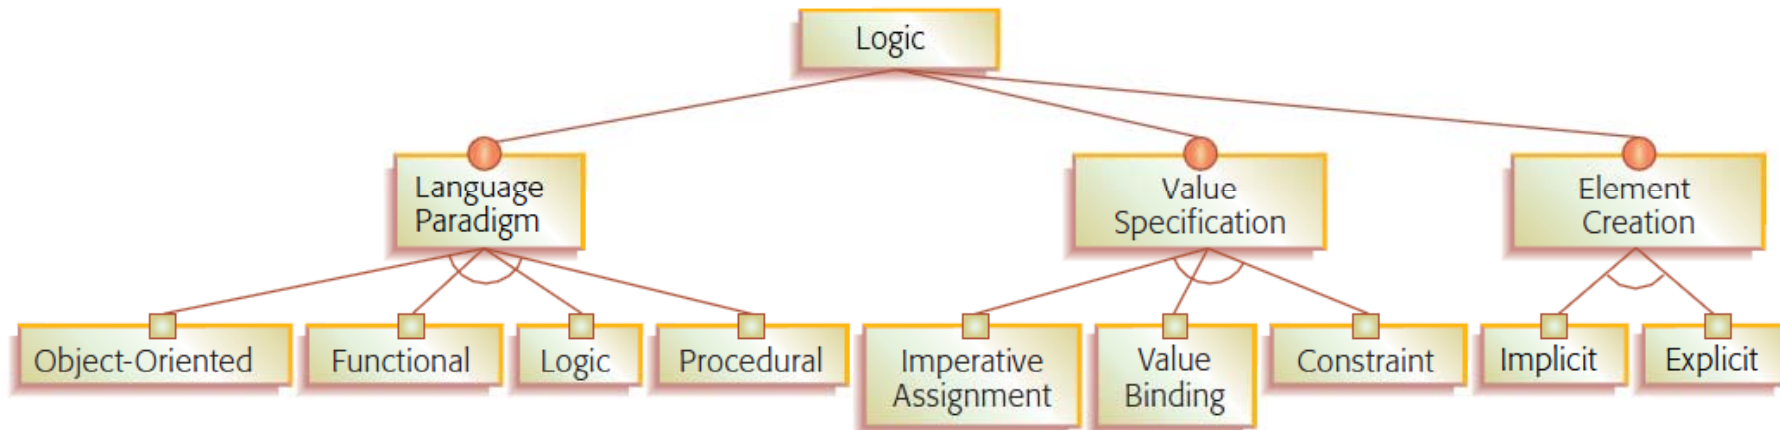 Logic
Language
Paradigm
Value
Specification
Element
Creation
Object-Oriented
Functional
Logic
Procedural
Imperative
Assignment
Value
Binding
Constraint
Implicit
Explicit